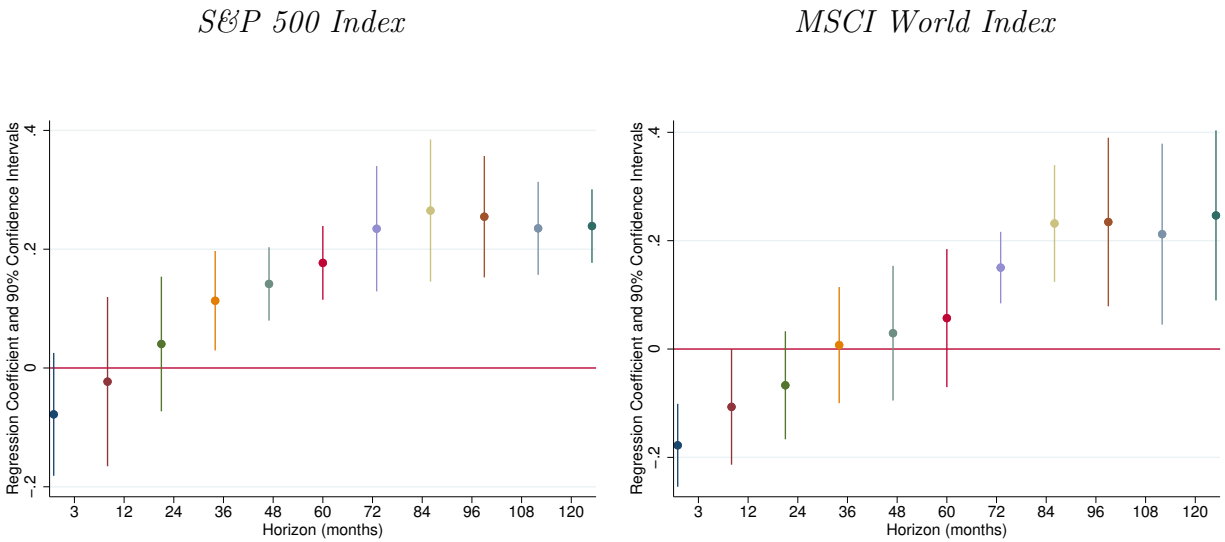 S&P 500 Index
MSCI World Index
Regression Coefficient and 90% Confidence Intervals
.4
.2
0
-.2
3 12 24 36 48 60 72 84 96 108 120
Horizon (months)
Regression Coefficient and 90% Confidence Intervals
.4
.2
0
-.2
3 12 24 36 48 60 72 84 96 108 120
Horizon (months)